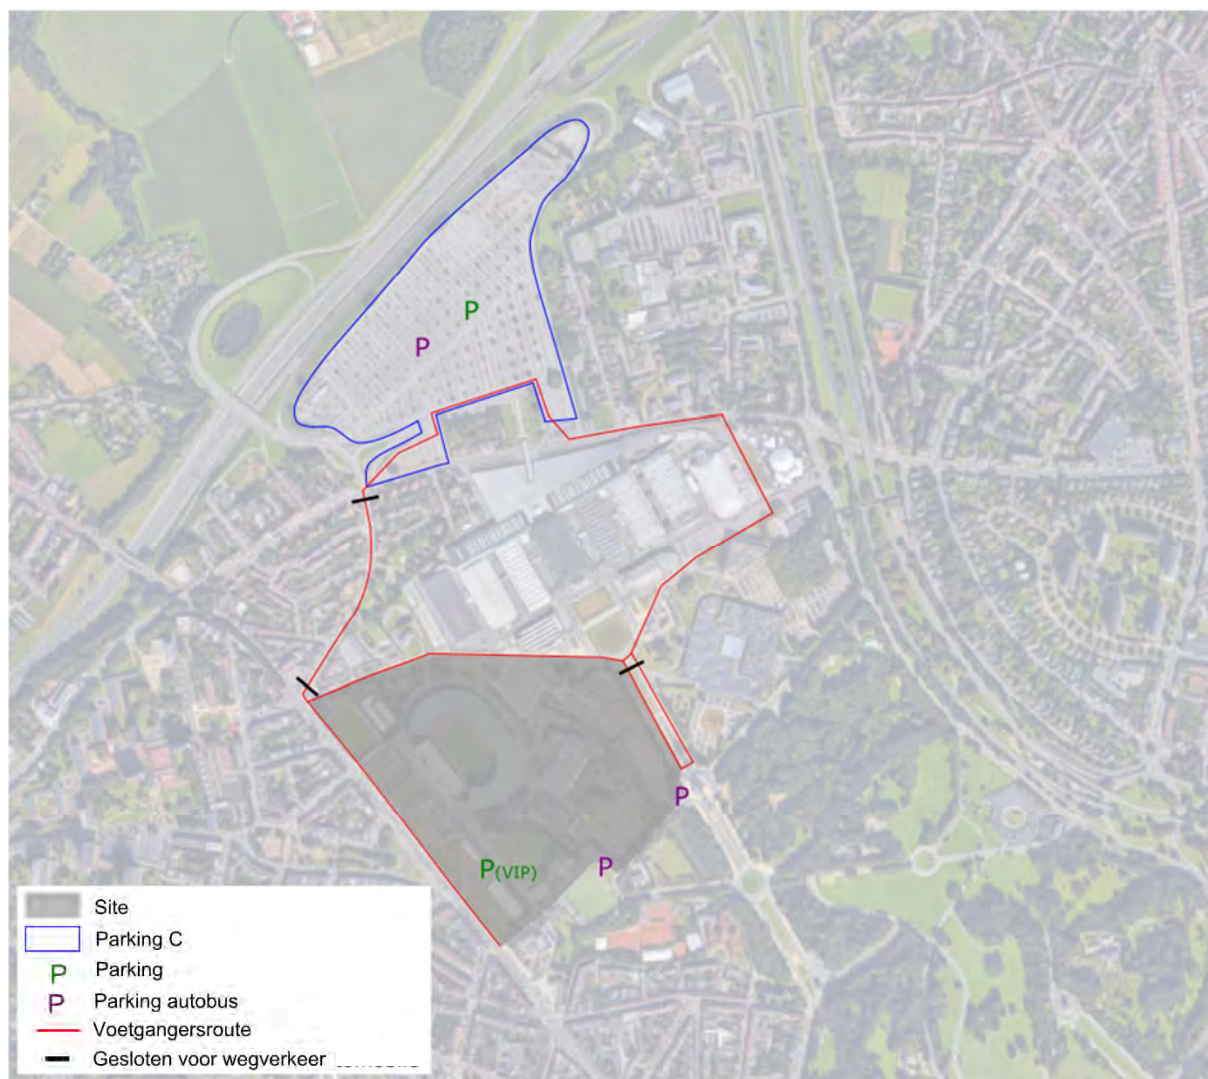 P
P
P
P(VIP)
P
Site
Parking C
P Parking
P Parking autobus
Voetgangersroute
Gesloten voor wegverkeer